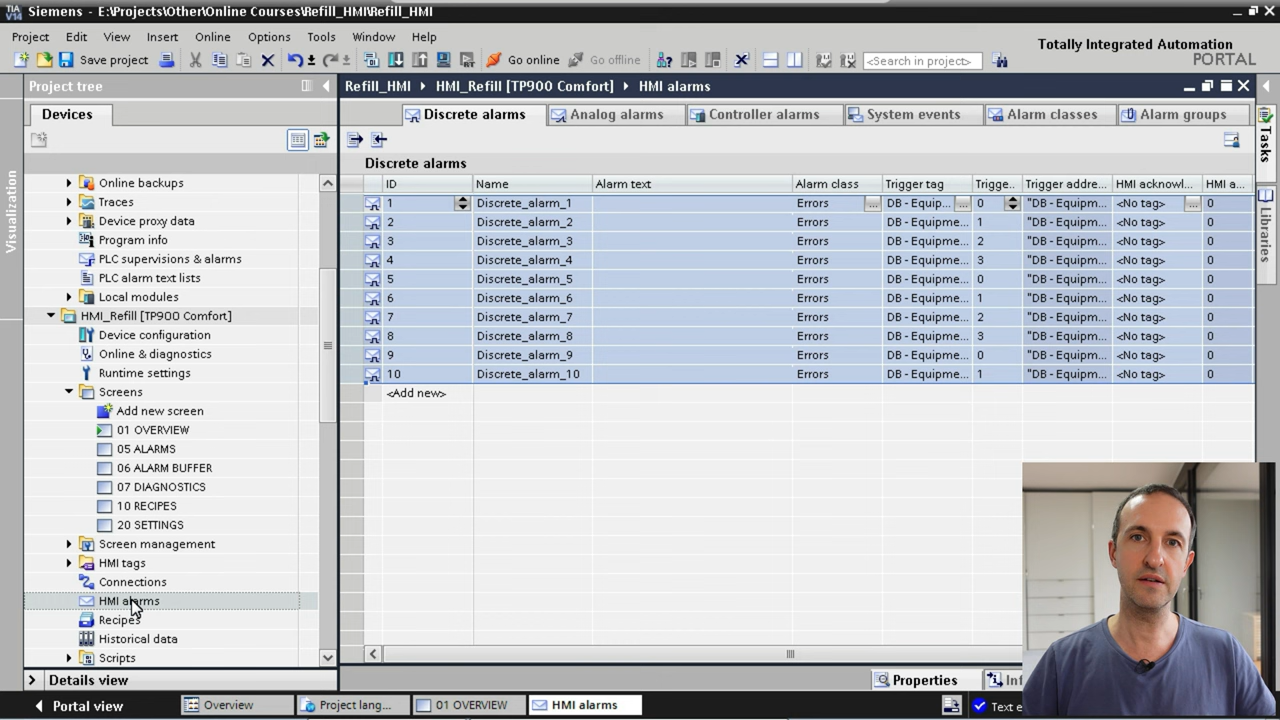 TIA V14
Siemens - E:\Projects\Other\Online Courses\Refill_HMI\Refill_HMI
Project Edit View Insert Online Options Tools Window Help
Totally Integrated Automation
PORTAL
Save project
Go online
Go offline
<Search in project>
Project tree
Refill_HMI HMI_Refill [TP900 Comfort] HMI alarms
Devices
Discrete alarms
Analog alarms
Controller alarms
System events
Alarm classes
Alarm groups
Visualization
Tasks
Libraries
Online backups
Traces
Device proxy data
Program info
PLC supervisions & alarms
PLC alarm text lists
Local modules
HMI_Refill [TP900 Comfort]
Device configuration
Online & diagnostics
Runtime settings
Screens
Add new screen
01 OVERVIEW
05 ALARMS
06 ALARM BUFFER
07 DIAGNOSTICS
10 RECIPES
20 SETTINGS
Screen management
HMI tags
Connections
HMI alarms
Recipes
Historical data
Scripts
Discrete alarms
ID Name Alarm text Alarm class Trigger tag Trigge.. Trigger addre... HMI acknowl... HMI a...
1 Discrete_alarm_1 Errors ... DB - Equip... ... 0 "DB - Equipm... <No tag> ... 0
2 Discrete_alarm_2 Errors DB - Equipme... 1 "DB - Equipm... <No tag> 0
3 Discrete_alarm_3 Errors DB - Equipme... 2 "DB - Equipm... <No tag> 0
4 Discrete_alarm_4 Errors DB - Equipme... 3 "DB - Equipm... <No tag> 0
5 Discrete_alarm_5 Errors DB - Equipme... 0 "DB - Equipm... <No tag> 0
6 Discrete_alarm_6 Errors DB - Equipme... 1 "DB - Equipm... <No tag> 0
7 Discrete_alarm_7 Errors DB - Equipme... 2 "DB - Equipm... <No tag> 0
8 Discrete_alarm_8 Errors DB - Equipme... 3 "DB - Equipm... <No tag> 0
9 Discrete_alarm_9 Errors DB - Equipme... 0 "DB - Equipm... <No tag> 0
10 Discrete_alarm_10 Errors DB - Equipme... 1 "DB - Equipm... <No tag> 0
<Add new>
Details view
Properties
Inf
Portal view
Overview
Project lang...
01 OVERVIEW
HMI alarms
Text e